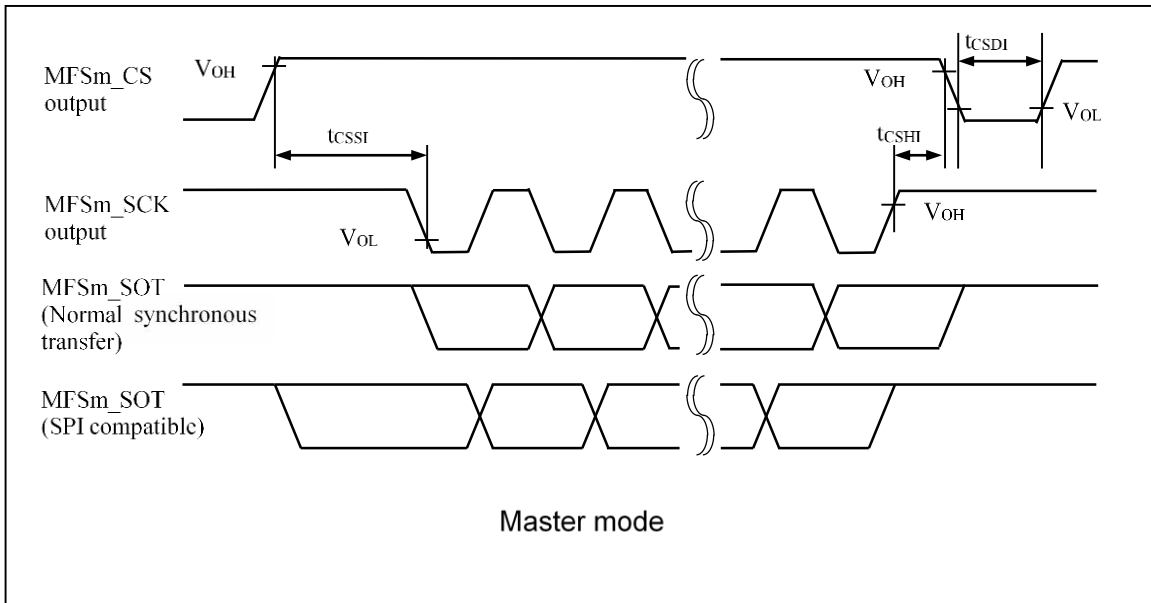 tCSDI
MFSm_CS
output
VOH
VOH
VOL
tCSSI
tCSHI
MFSm_SCK
output
VOL
VOH
MFSm_SOT
(Normal synchronous
transfer)
MFSm_SOT
(SPI compatible)
Master mode